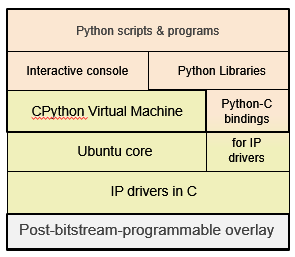 Python scripts & programs
Interactive console
Python Libraries
CPython Virtual Machine
Python-C
bindings
Ubuntu core
for IP
drivers
IP drivers in C
Post-bitstream-programmable overlay